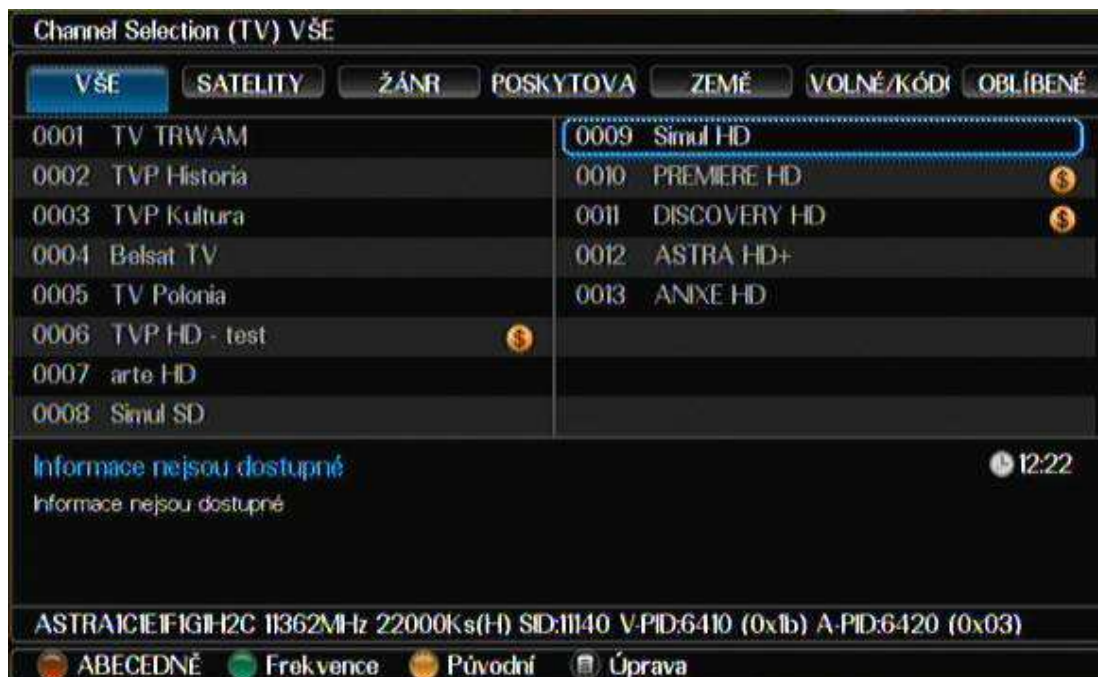 Channel Selection (TV) VŠE
VŠE SATELITY ŽÁNR POSKYTOVA ZEMĚ VOLNÉ/KÓD( OBLÍBENÉ
0001 TV TRWAM
0002 TVP Historia
0003 TVP Kultura
0004 Belsat TV
0005 TV Polonia
0006 TVP HD - test $
0007 arte HD
0008 Simul SD
0009 Simul HD
0010 PREMIERE HD $
0011 DISCOVERY HD $
0012 ASTRA HD+
0013 ANIXE HD
Informace nejsou dostupné 12:22
Informace nejsou dostupné
ASTRA1C1E1F1G1H2C 11362MHz 22000Ks(H) SID:11140 V-PID:6410 (0x1b) A-PID:6420 (0x03)
ABECEDNĚ Frekvence Původní Úprava